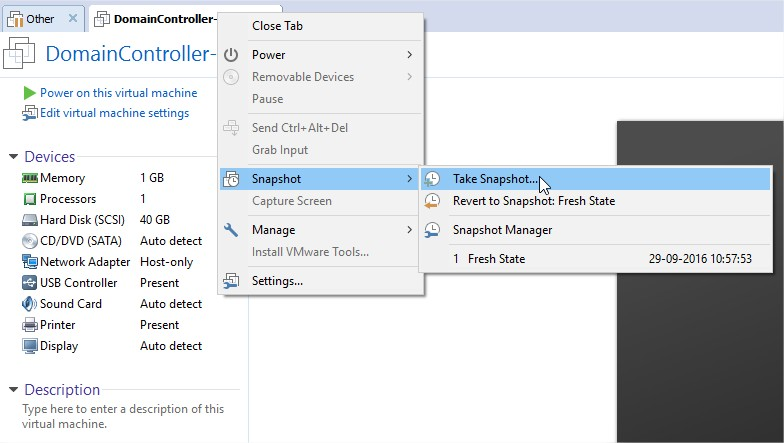 Other
DomainController-
DomainController-
Power on this virtual machine
Edit virtual machine settings
Devices
Memory 1 GB
Processors 1
Hard Disk (SCSI) 40 GB
CD/DVD (SATA) Auto detect
Network Adapter Host-only
USB Controller Present
Sound Card Auto detect
Printer Present
Display Auto detect
Description
Type here to enter a description of this
virtual machine.
Close Tab
Power
Removable Devices
Pause
Send Ctrl+Alt+Del
Grab Input
Snapshot
Capture Screen
Manage
Install VMware Tools...
Settings...
Take Snapshot...
Revert to Snapshot: Fresh State
Snapshot Manager
1 Fresh State 29-09-2016 10:57:53